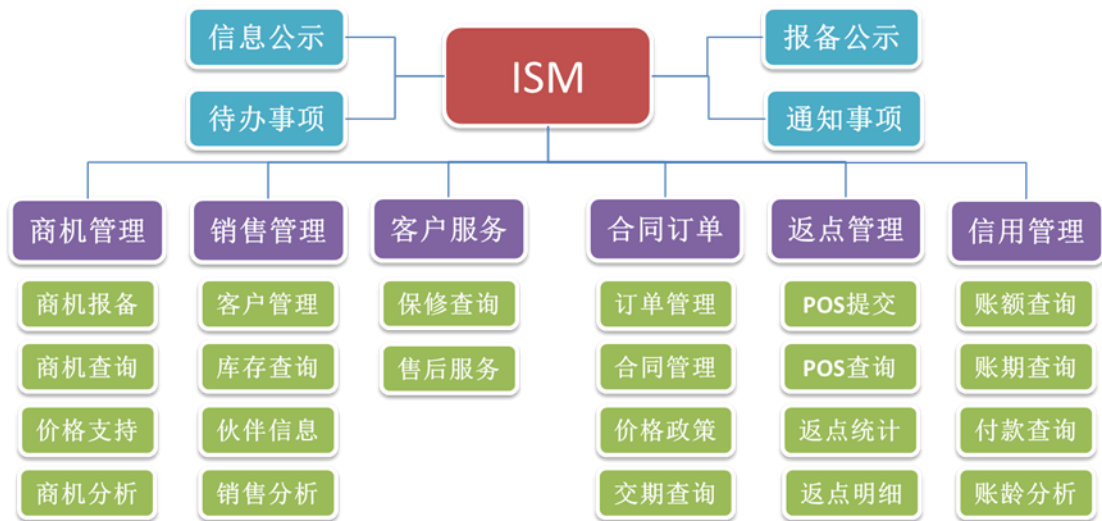 信息公示
ISM
报备公示
待办事项
通知事项
商机管理
销售管理
客户服务
合同订单
返点管理
信用管理
商机报备
客户管理
保修查询
订单管理
POS提交
账额查询
商机查询
库存查询
售后服务
合同管理
POS查询
账期查询
价格支持
伙伴信息
价格政策
返点统计
付款查询
商机分析
销售分析
交期查询
返点明细
账龄分析